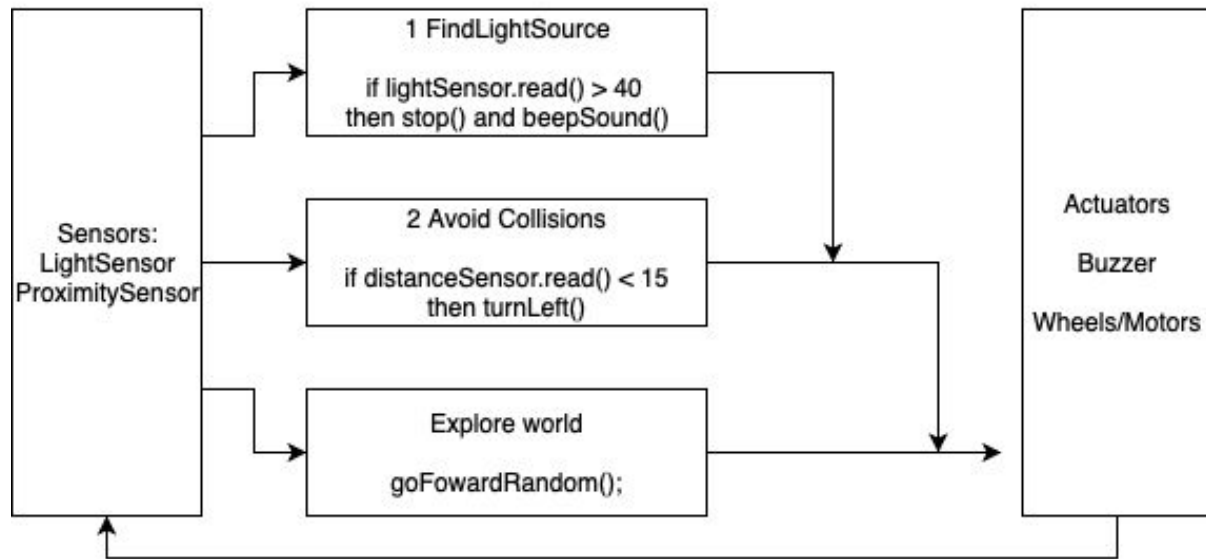 Sensors:
LightSensor
ProximitySensor
1 FindLightSource
if lightSensor.read() > 40
then stop() and beepSound()
2 Avoid Collisions
if distanceSensor.read() < 15
then turnLeft()
Explore world
goFowardRandom();
Actuators
Buzzer
Wheels/Motors